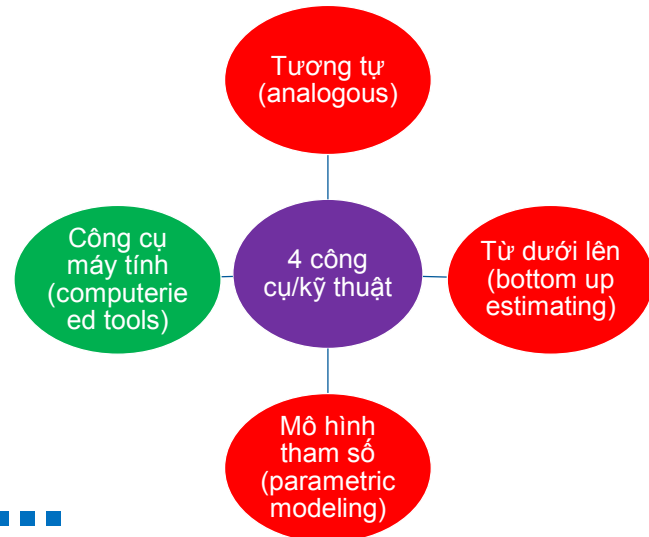 Tương tự
(analogous)
Công cụ
máy tính
(computerie
ed tools)
4 công
cụ/kỹ thuật
Từ dưới lên
(bottom up
estimating)
Mô hình
tham số
(parametric
modeling)